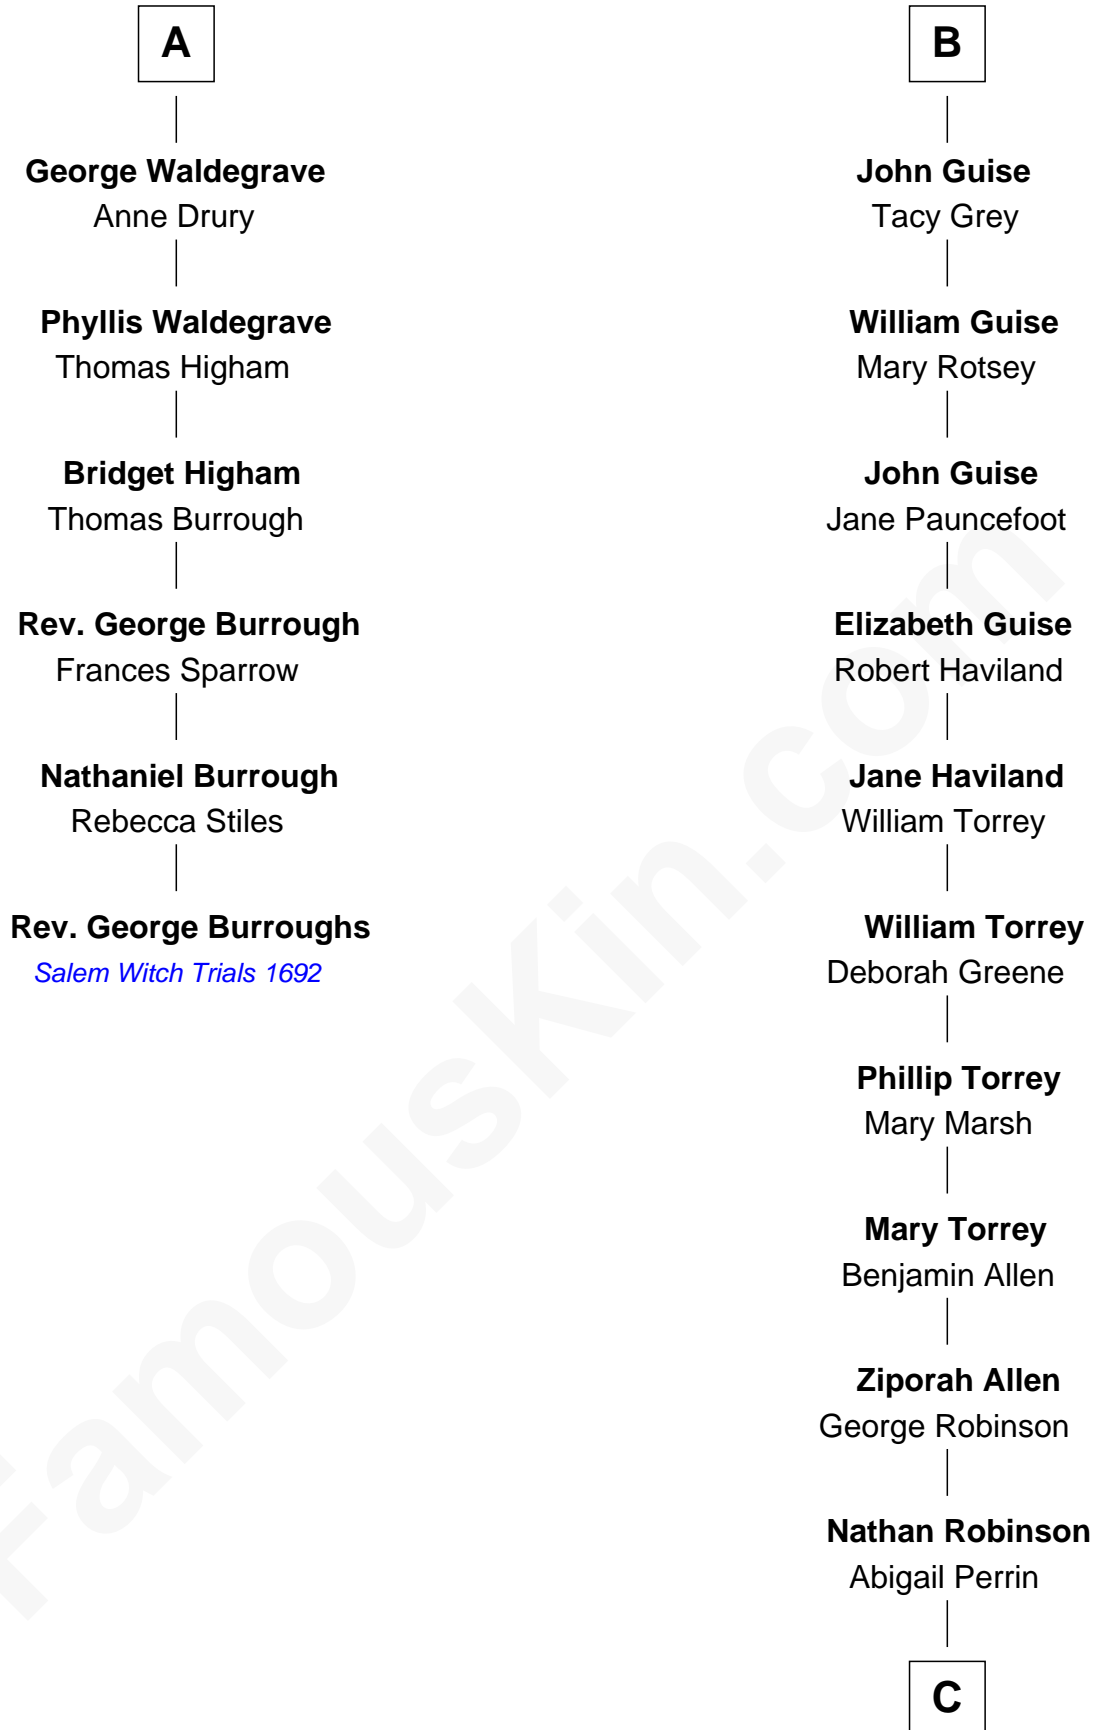 A
George Waldegrave
Anne Drury
Phyllis Waldegrave
Thomas Higham
Bridget Higham
Thomas Burrough
Rev. George Burrough
Frances Sparrow
Nathaniel Burrough
Rebecca Stiles
Rev. George Burroughs
Salem Witch Trials 1692
B
John Guise
Tacy Grey
William Guise
Mary Rotsey
John Guise
Jane Pauncefoot
Elizabeth Guise
Robert Haviland
Jane Haviland
William Torrey
William Torrey
Deborah Greene
Phillip Torrey
Mary Marsh
Mary Torrey
Benjamin Allen
Ziporah Allen
George Robinson
Nathan Robinson
Abigail Perrin
C
FamousKin.com